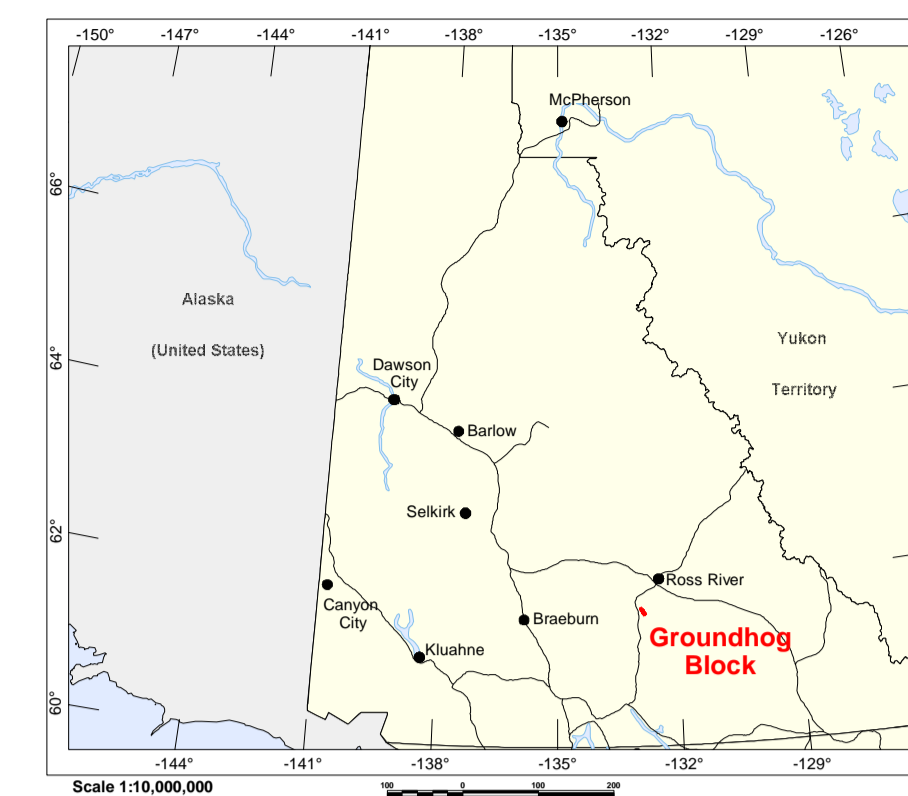 -150° -147° -144° -141° -138° -135° -132° -129° -126°
McPherson
66°
Alaska
(United States)
Yukon
Territory
64°
Dawson
City
Barlow
Selkirk
62°
Ross River
Canyon
City
Braeburn
Groundhog
Block
Kluahne
60°
-144° -141° -138° -135° -132° -129°
Scale 1:10,000,000
100 0 100 200